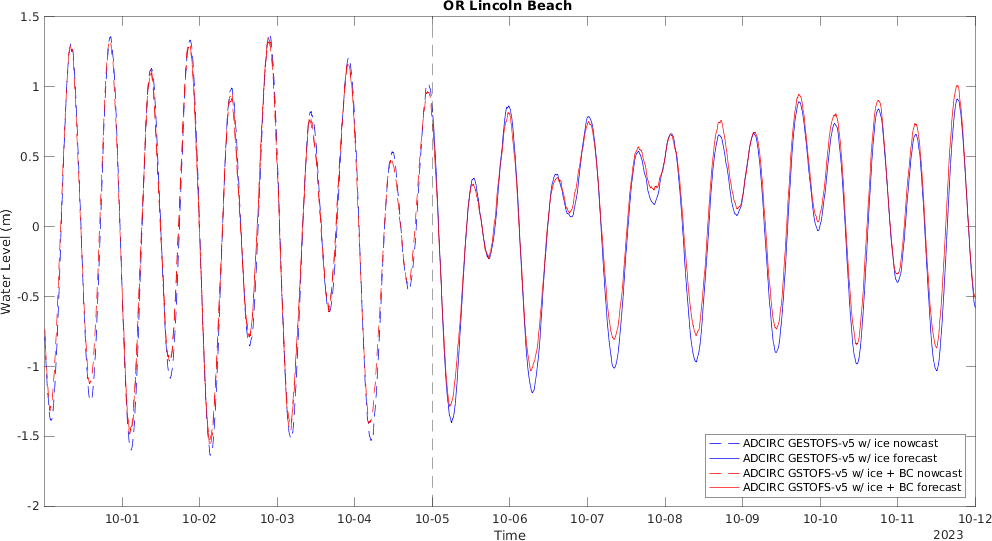 OR Lincoln Beach
1.5
1
0.5
0
-0.5
-1
-1.5
-2
Water Level (m)
ADCIRC GESTOFS-v5 w/ ice nowcast
ADCIRC GESTOFS-v5 w/ ice forecast
ADCIRC GSTOFS-v5 w/ ice + BC nowcast
ADCIRC GSTOFS-v5 w/ ice + BC forecast
10-01 10-02 10-03 10-04 10-05 10-06 10-07 10-08 10-09 10-10 10-11 10-12
Time
2023